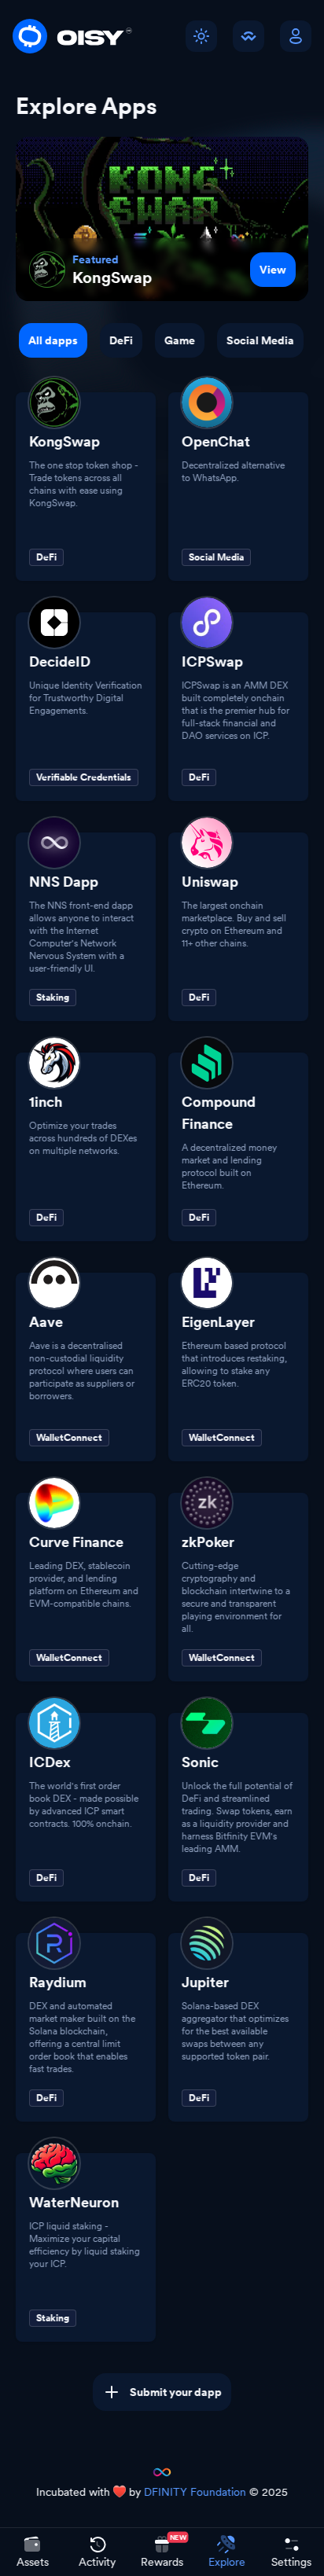 OISY
Explore Apps
KONG
SWAP
Featured
KongSwap
View
All dapps
DeFi
Game
Social Media
KongSwap
The one stop token shop -
Trade tokens across all
chains with ease using
KongSwap.
DeFi
OpenChat
Decentralized alternative
to WhatsApp.
Social Media
DecideID
Unique Identity Verification
for Trustworthy Digital
Engagements.
Verifiable Credentials
ICPSwap
ICPSwap is an AMM DEX
built completely onchain
that is the premier hub for
full-stack financial and
DAO services on ICP.
DeFi
NNS Dapp
The NNS front-end dapp
allows anyone to interact
with the Internet
Computer's Network
Nervous System with a
user-friendly UI.
Staking
Uniswap
The largest onchain
marketplace. Buy and sell
crypto on Ethereum and
11+ other chains.
DeFi
1inch
Optimize your trades
across hundreds of DEXes
on multiple networks.
DeFi
Compound
Finance
A decentralized money
market and lending
protocol built on
Ethereum.
DeFi
Aave
Aave is a decentralised
non-custodial liquidity
protocol where users can
participate as suppliers or
borrowers.
WalletConnect
EigenLayer
Ethereum based protocol
that introduces restaking,
allowing to stake any
ERC20 token.
WalletConnect
Curve Finance
Leading DEX, stablecoin
provider, and lending
platform on Ethereum and
EVM-compatible chains.
WalletConnect
zk
zkPoker
Cutting-edge
cryptography and
blockchain intertwine to a
secure and transparent
playing environment for
all.
WalletConnect
ICDex
The world's first order
book DEX - made possible
by advanced ICP smart
contracts. 100% onchain.
DeFi
Sonic
Unlock the full potential of
DeFi and streamlined
trading. Swap tokens, earn
as a liquidity provider and
harness Bitfinity EVM's
leading AMM.
DeFi
Raydium
DEX and automated
market maker built on the
Solana blockchain,
offering a central limit
order book that enables
fast trades.
DeFi
Jupiter
Solana-based DEX
aggregator that optimizes
for the best available
swaps between any
supported token pair.
DeFi
WaterNeuron
ICP liquid staking -
Maximize your capital
efficiency by liquid staking
your ICP.
Staking
Submit your dapp
Incubated with ❤️ by DFINITY Foundation © 2025
NEW
Assets
Activity
Rewards
Explore
Settings